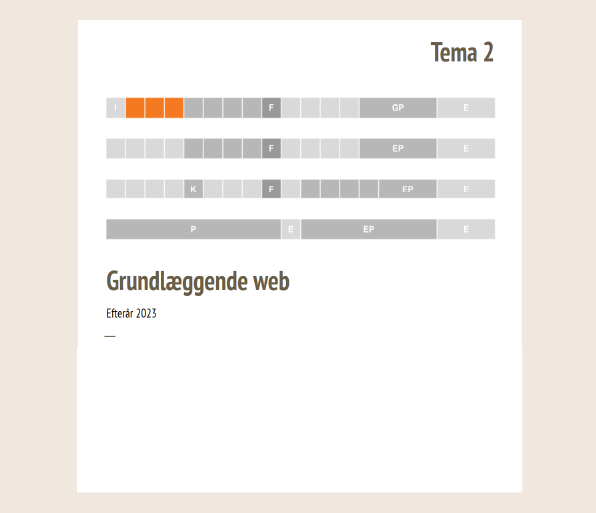 Tema 2
I F GP E
F EP E
K F EP E
P E EP E
Grundlæggende web
Efterår 2023